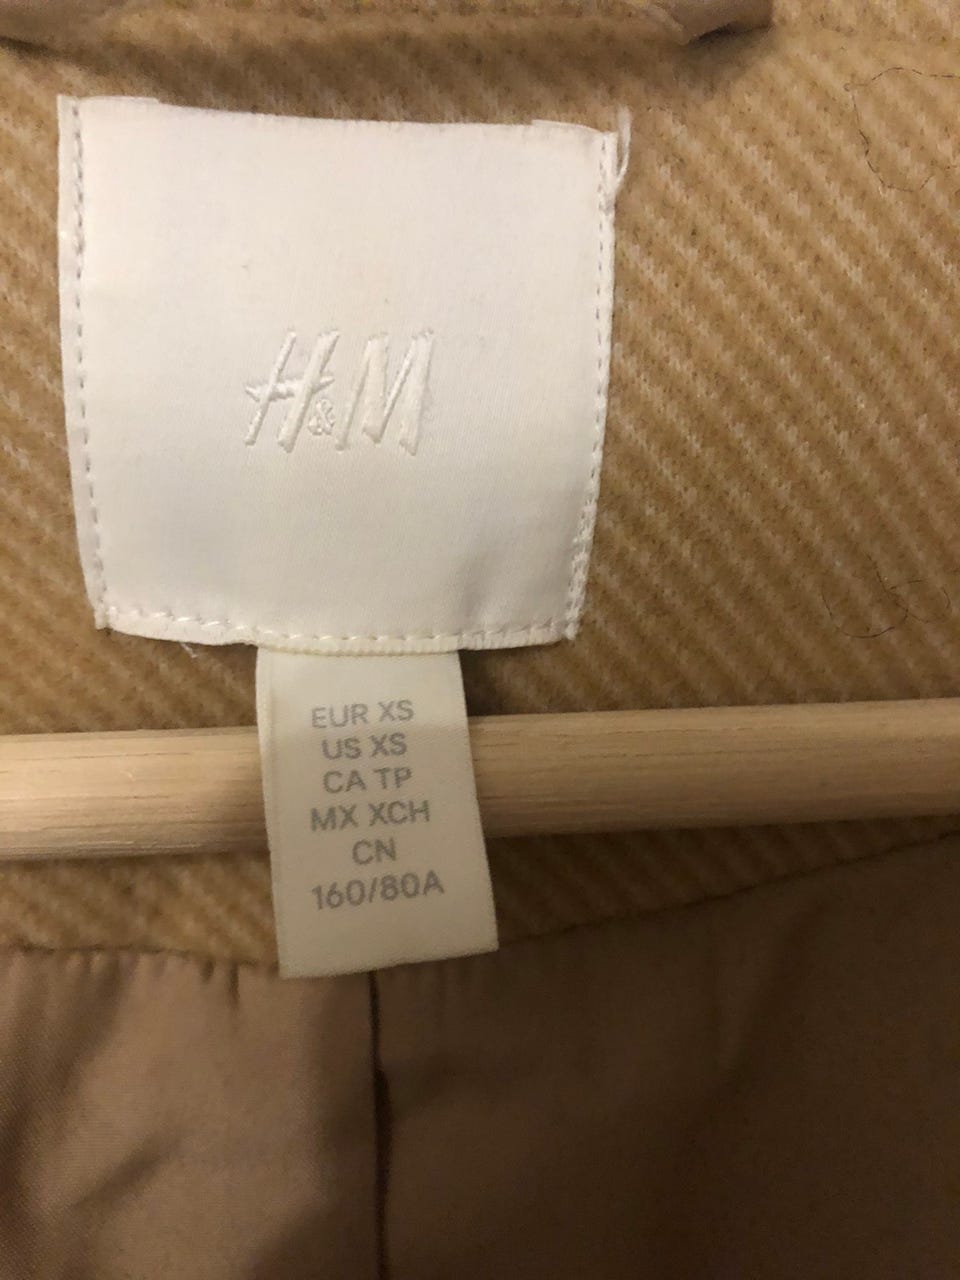 H&M
EUR XS
US XS
CA TP
MX XCH
CN
160/80A